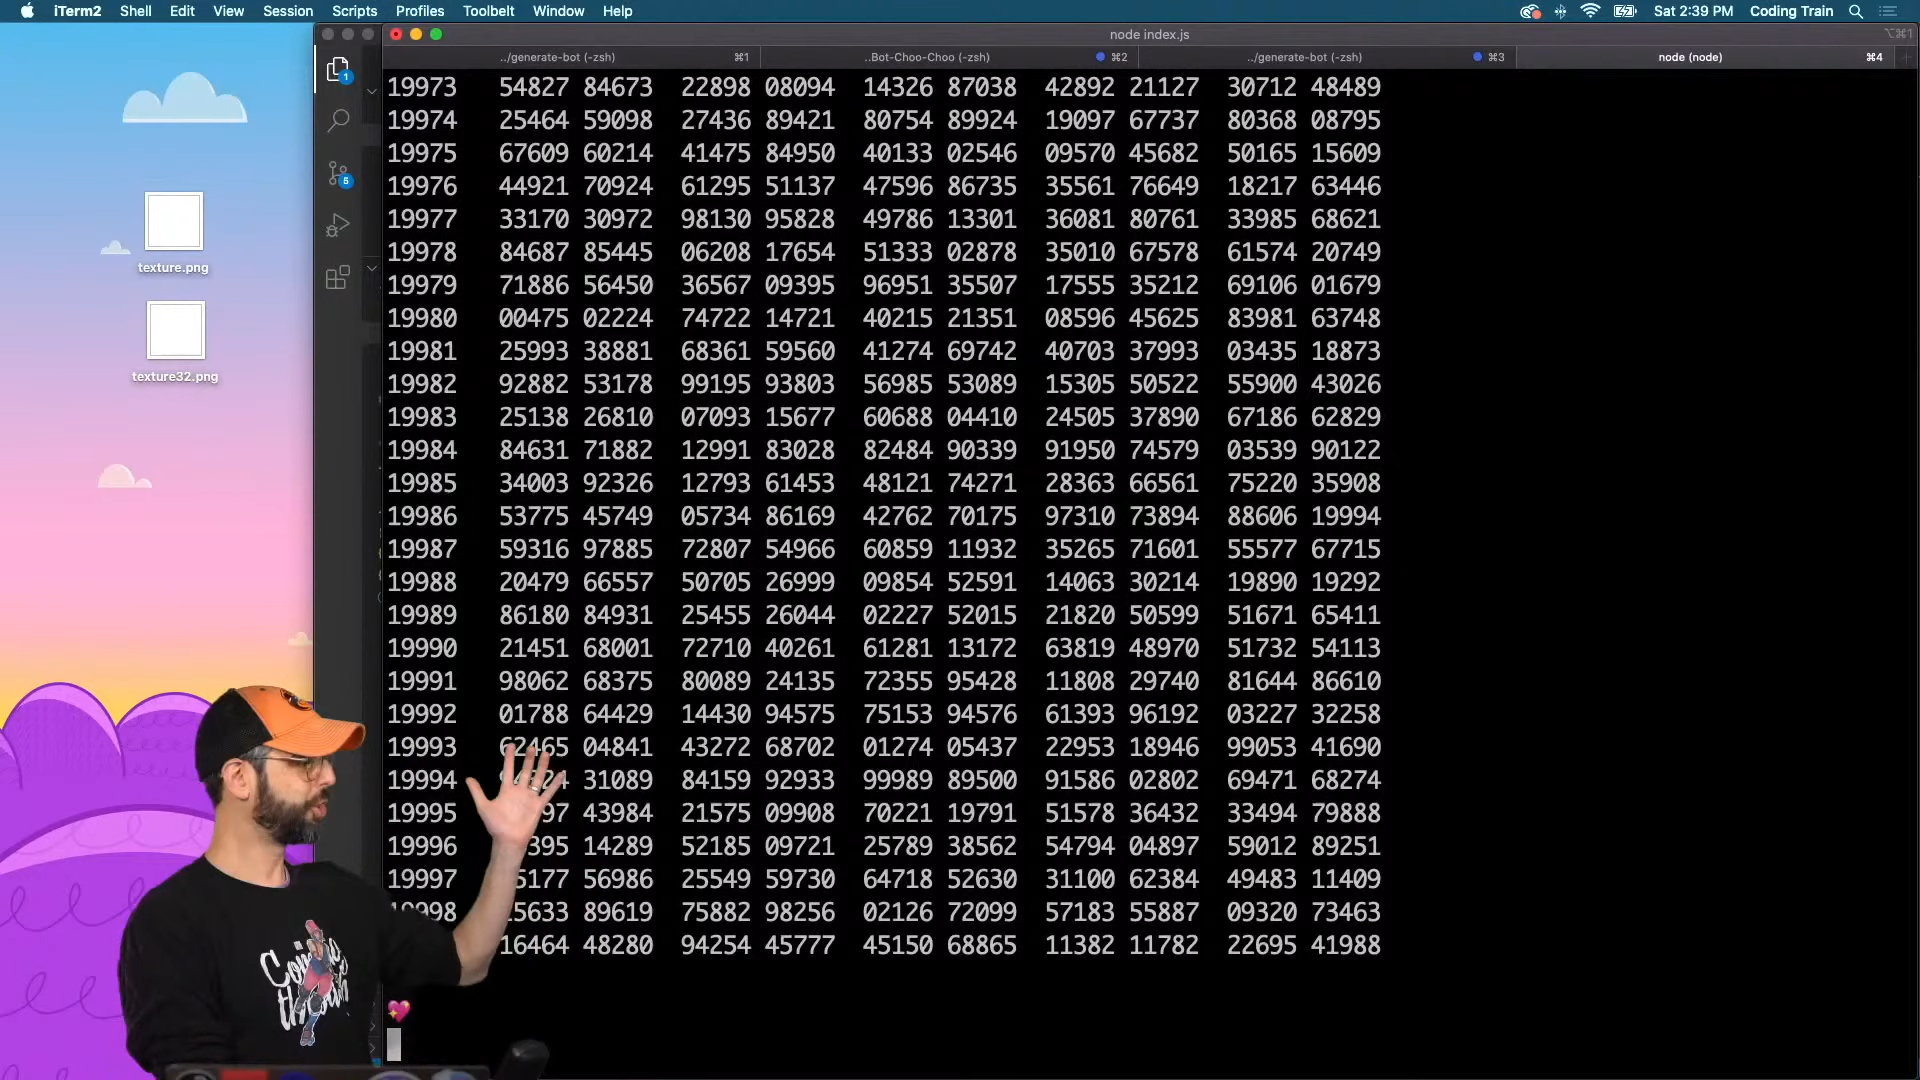 iTerm2 Shell Edit View Session Scripts Profiles Toolbelt Window Help Sat 2:39 PM Coding Train
node index.js ⌥⌘1
../generate-bot (-zsh) ⌘1 ..Bot-Choo-Choo (-zsh) ⌘2 ../generate-bot (-zsh) ⌘3 node (node) ⌘4
1
5
texture.png
texture32.png
19973 54827 84673 22898 08094 14326 87038 42892 21127 30712 48489
19974 25464 59098 27436 89421 80754 89924 19097 67737 80368 08795
19975 67609 60214 41475 84950 40133 02546 09570 45682 50165 15609
19976 44921 70924 61295 51137 47596 86735 35561 76649 18217 63446
19977 33170 30972 98130 95828 49786 13301 36081 80761 33985 68621
19978 84687 85445 06208 17654 51333 02878 35010 67578 61574 20749
19979 71886 56450 36567 09395 96951 35507 17555 35212 69106 01679
19980 00475 02224 74722 14721 40215 21351 08596 45625 83981 63748
19981 25993 38881 68361 59560 41274 69742 40703 37993 03435 18873
19982 92882 53178 99195 93803 56985 53089 15305 50522 55900 43026
19983 25138 26810 07093 15677 60688 04410 24505 37890 67186 62829
19984 84631 71882 12991 83028 82484 90339 91950 74579 03539 90122
19985 34003 92326 12793 61453 48121 74271 28363 66561 75220 35908
19986 53775 45749 05734 86169 42762 70175 97310 73894 88606 19994
19987 59316 97885 72807 54966 60859 11932 35265 71601 55577 67715
19988 20479 66557 50705 26999 09854 52591 14063 30214 19890 19292
19989 86180 84931 25455 26044 02227 52015 21820 50599 51671 65411
19990 21451 68001 72710 40261 61281 13172 63819 48970 51732 54113
19991 98062 68375 80089 24135 72355 95428 11808 29740 81644 86610
19992 01788 64429 14430 94575 75153 94576 61393 96192 03227 32258
19993 62465 04841 43272 68702 01274 05437 22953 18946 99053 41690
19994 31089 84159 92933 99989 89500 91586 02802 69471 68274
19995 97 43984 21575 09908 70221 19791 51578 36432 33494 79888
19996 395 14289 52185 09721 25789 38562 54794 04897 59012 89251
19997 5177 56986 25549 59730 64718 52630 31100 62384 49483 11409
19998 5633 89619 75882 98256 02126 72099 57183 55887 09320 73463
16464 48280 94254 45777 45150 68865 11382 11782 22695 41988